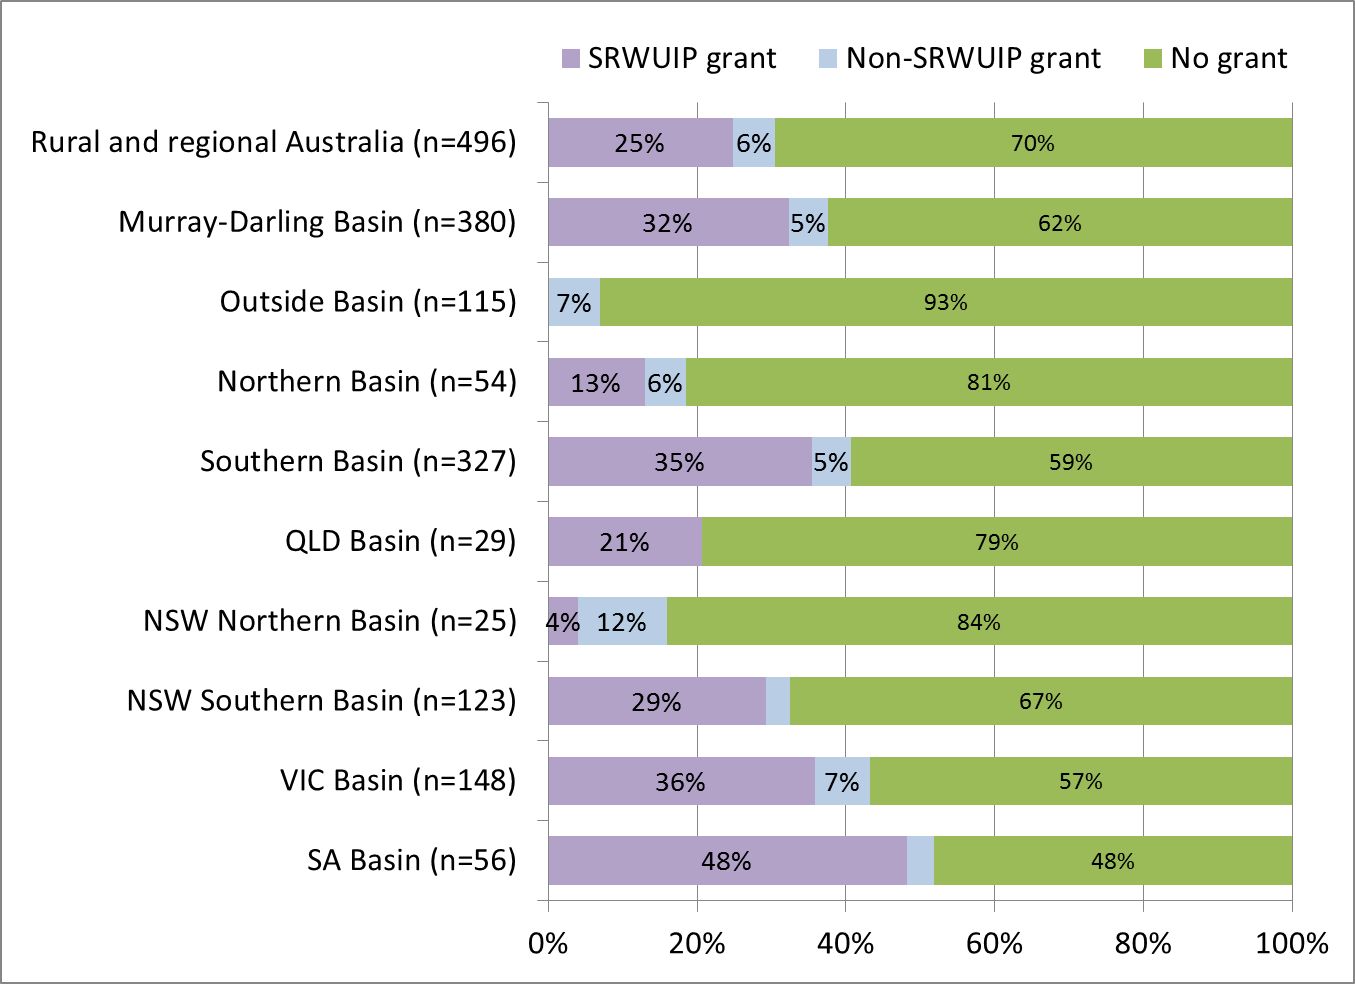 SRWUIP grant Non-SRWUIP grant No grant
Rural and regional Australia (n=496) 25% 6% 70%
Murray-Darling Basin (n=380) 32% 5% 62%
Outside Basin (n=115) 7% 93%
Northern Basin (n=54) 13% 6% 81%
Southern Basin (n=327) 35% 5% 59%
QLD Basin (n=29) 21% 79%
NSW Northern Basin (n=25) 4% 12% 84%
NSW Southern Basin (n=123) 29% 67%
VIC Basin (n=148) 36% 7% 57%
SA Basin (n=56) 48% 48%
0% 20% 40% 60% 80% 100%